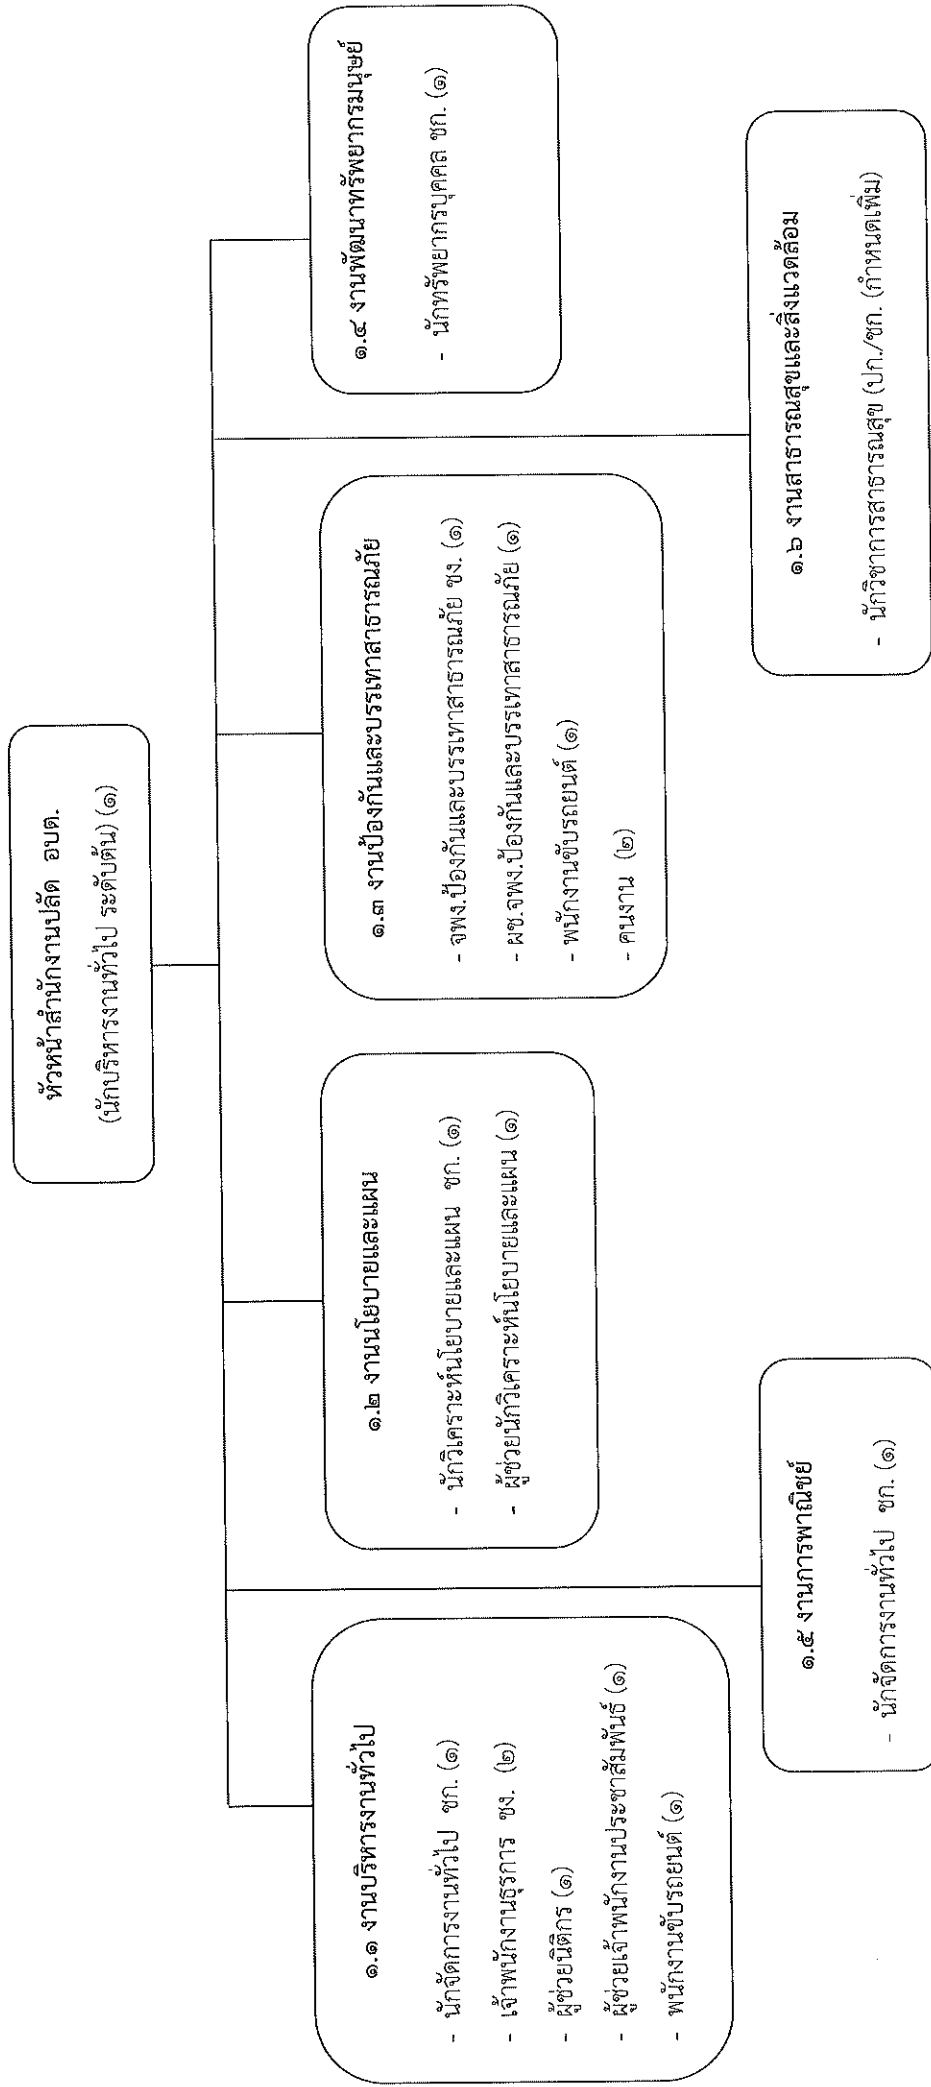 หัวหน้าสำนักงานปลัด อบต.
(นักบริหารงานทั่วไป ระดับต้น) (๑)
๑.๑ งานบริหารงานทั่วไป
- นักจัดการงานทั่วไป ชก. (๑)
- เจ้าพนักงานธุรการ ชง. (๒)
- ผู้ช่วยนิติกร (๑)
- ผู้ช่วยเจ้าพนักงานประชาสัมพันธ์ (๑)
- พนักงานขับรถยนต์ (๑)
๑.๒ งานนโยบายและแผน
- นักวิเคราะห์นโยบายและแผน ชก. (๑)
- ผู้ช่วยนักวิเคราะห์นโยบายและแผน (๑)
๑.๓ งานป้องกันและบรรเทาสาธารณภัย
- จพง.ป้องกันและบรรเทาสาธารณภัย ชง. (๑)
- ผช.จพง.ป้องกันและบรรเทาสาธารณภัย (๑)
- พนักงานขับรถยนต์ (๑)
- คนงาน (๒)
๑.๔ งานพัฒนาทรัพยากรมนุษย์
- นักทรัพยากรบุคคล ชก. (๑)
๑.๕ งานการพาณิชย์
- นักจัดการงานทั่วไป ชก. (๑)
๑.๖ งานสาธารณสุขและสิ่งแวดล้อม
- นักวิชาการสาธารณสุข (ปก./ชก. (กำหนดเพิ่ม)